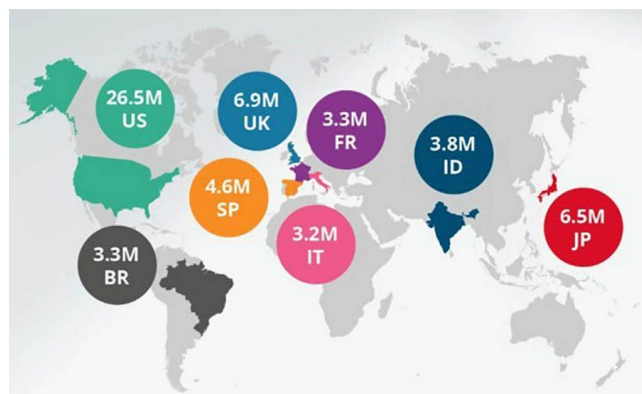 26.5M
US
6.9M
UK
3.3M
FR
3.8M
ID
4.6M
SP
3.2M
IT
6.5M
JP
3.3M
BR